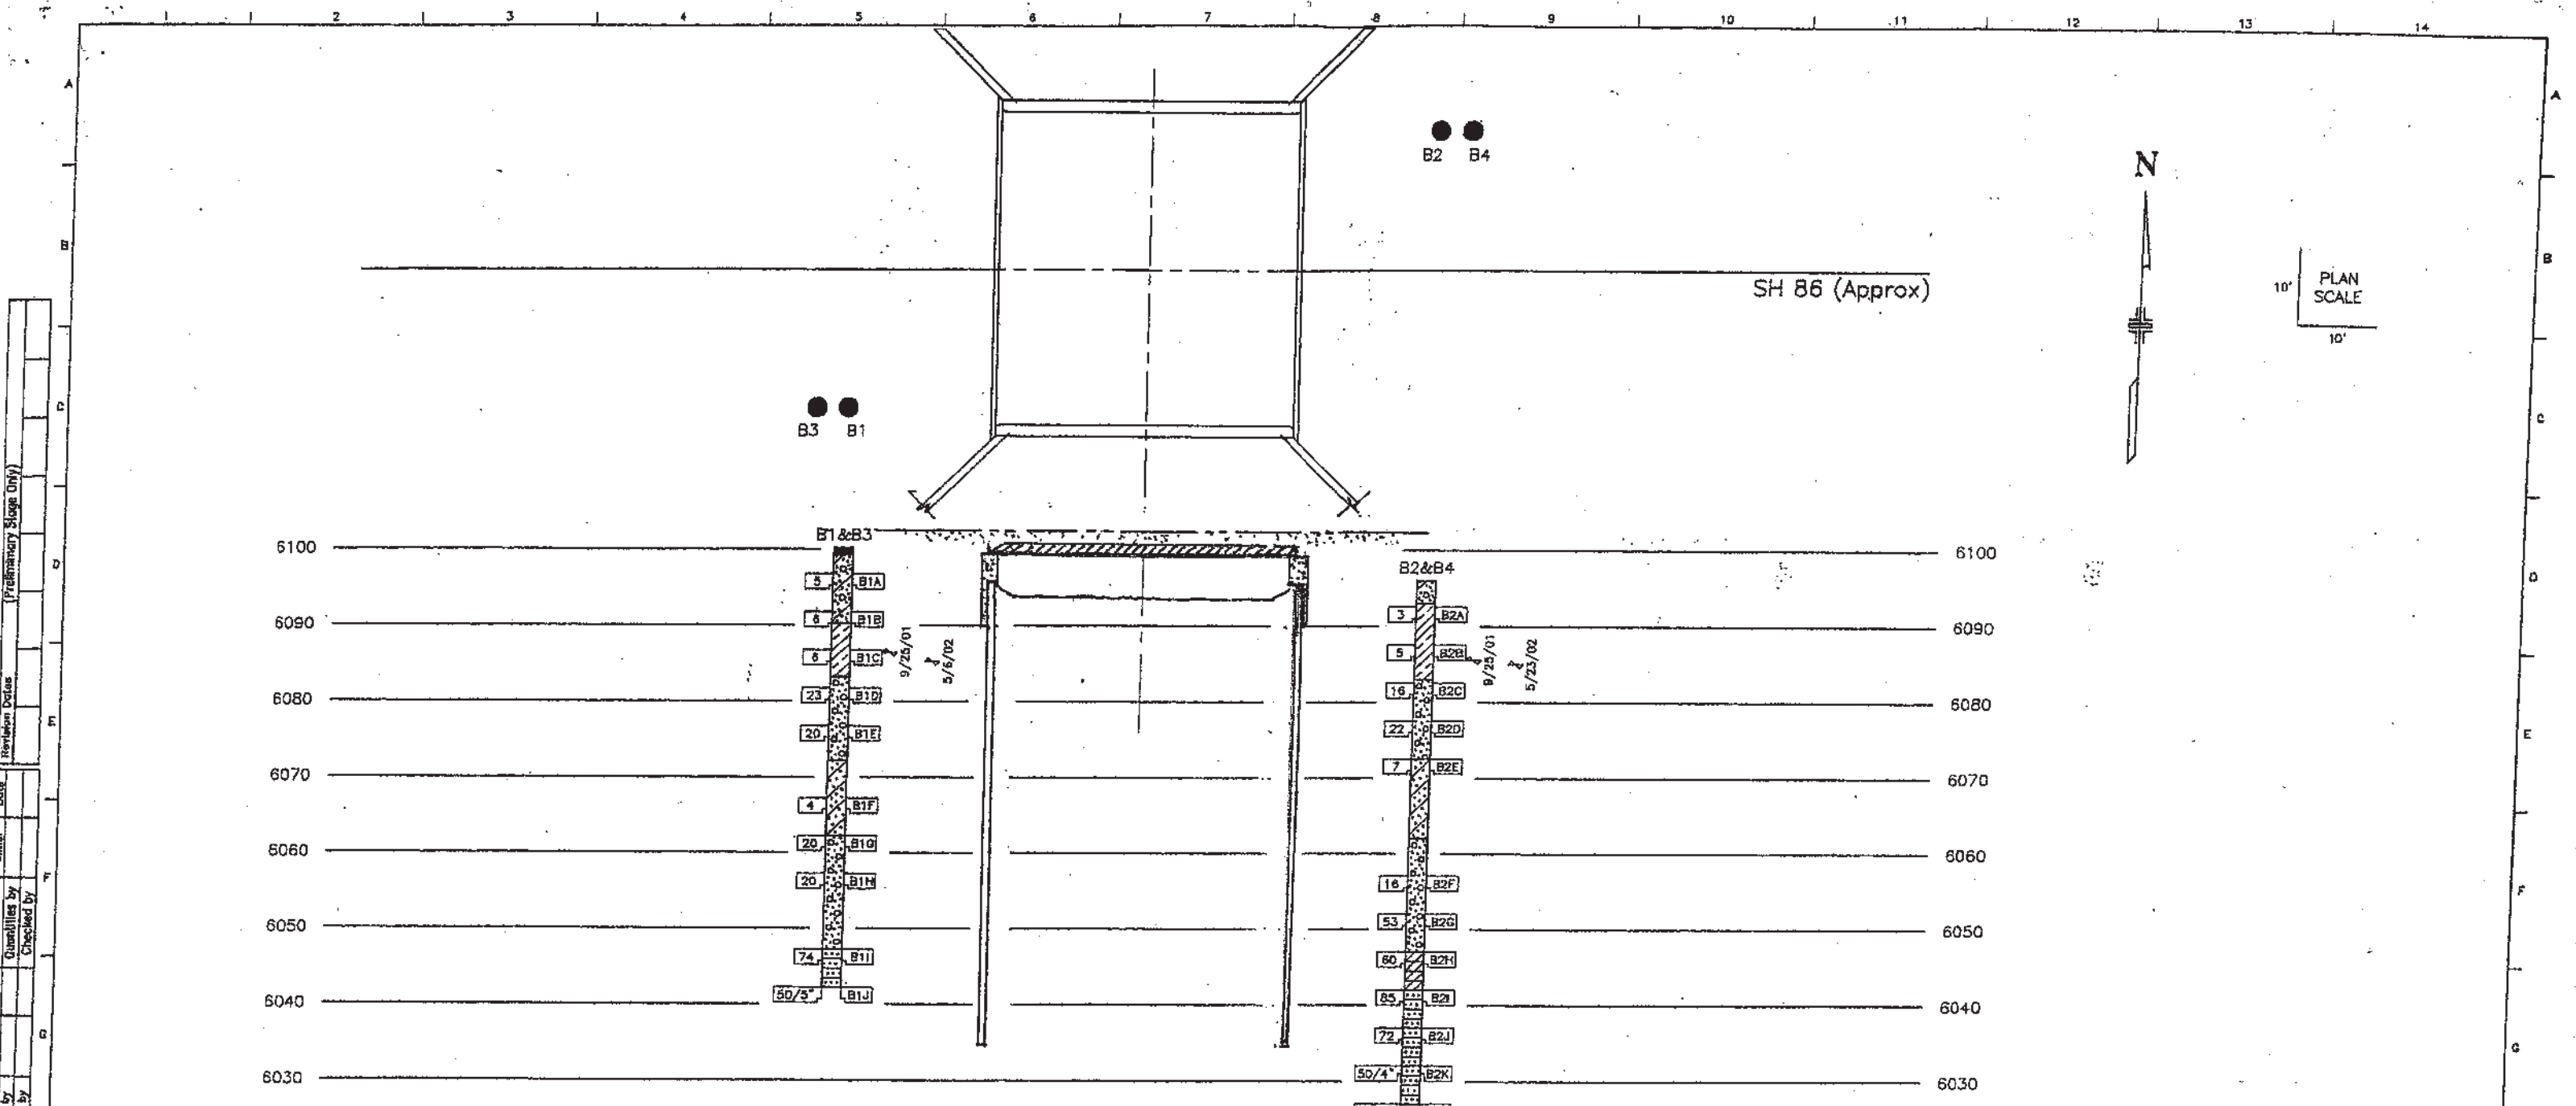 2 3 4 5 6 7 8 9 10 11 12 13 14
A A
B2 B4
N
B B
SH 86 (Approx)
10' PLAN
SCALE
10'
C C
B3 B1
(Preliminary Stage Only)
Revision Dates
Quantities by
Checked by
by
by
B1&B3
6100 6100
D D
B2&B4
5 B1A
6 B1B
3 B2A
6090 6090
6 B1C 9/25/01 5/6/02
5 B2B 9/25/01 5/23/02
23 B1D
16 B2C
6080 6080
E E
20 B1E
22 B2D
7 B2E
6070 6070
4 B1F
20 B1G
6060 6060
F F
20 B1H
16 B2F
53 B2G
6050 6050
74 B1I
60 B2H
50/5" B1J
85 B2I
6040 6040
G G
72 B2J
50/4" B2K
6030 6030